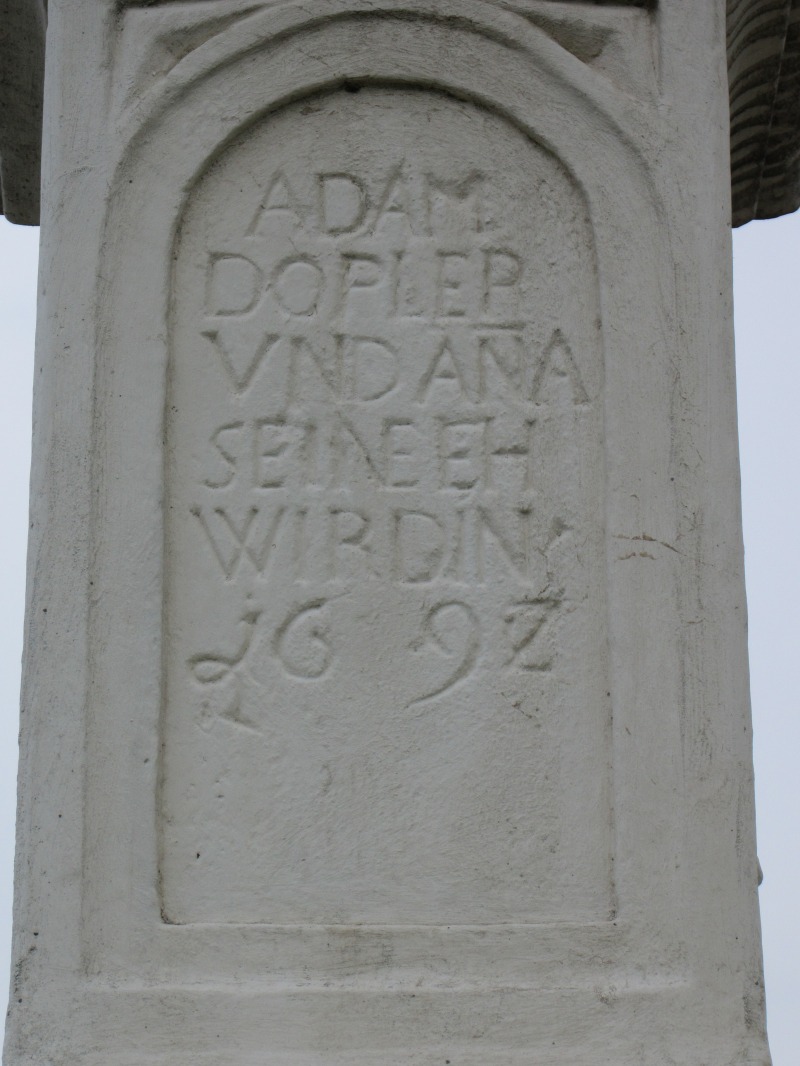 ADAM
DOPLER
VND ANA
SEINE EH
WIRDIN
1692